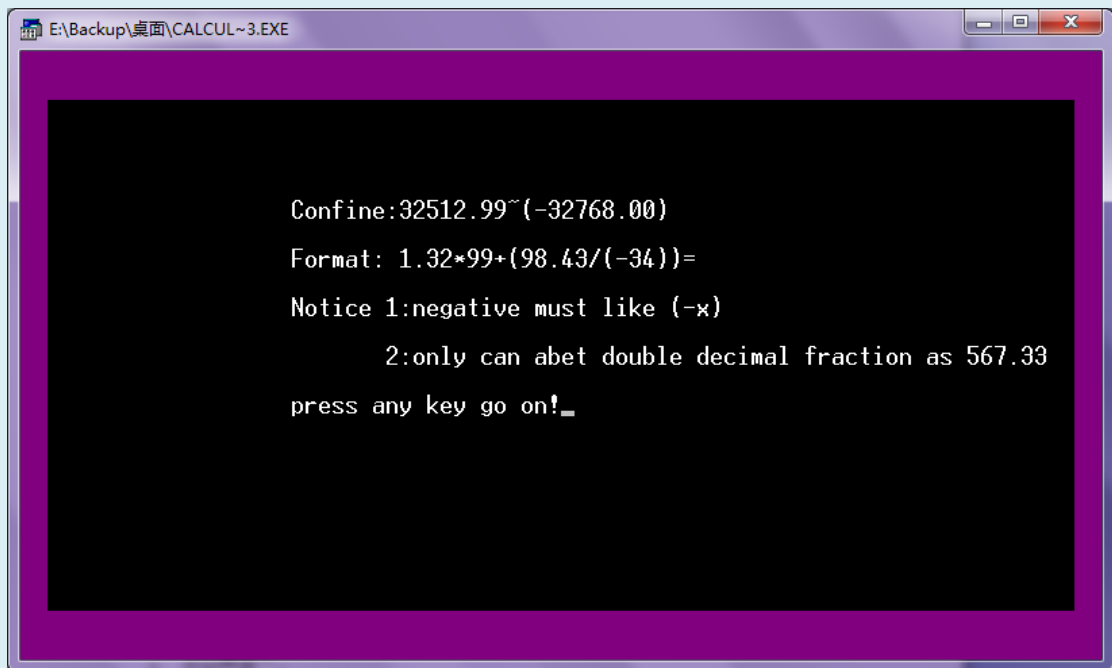 E:\Backup\桌面\CALCUL~3.EXE
Confine:32512.99~(-32768.00)
Format: 1.32*99+(98.43/(-34))=
Notice 1:negative must like (-x)
2:only can abet double decimal fraction as 567.33
press any key go on!_